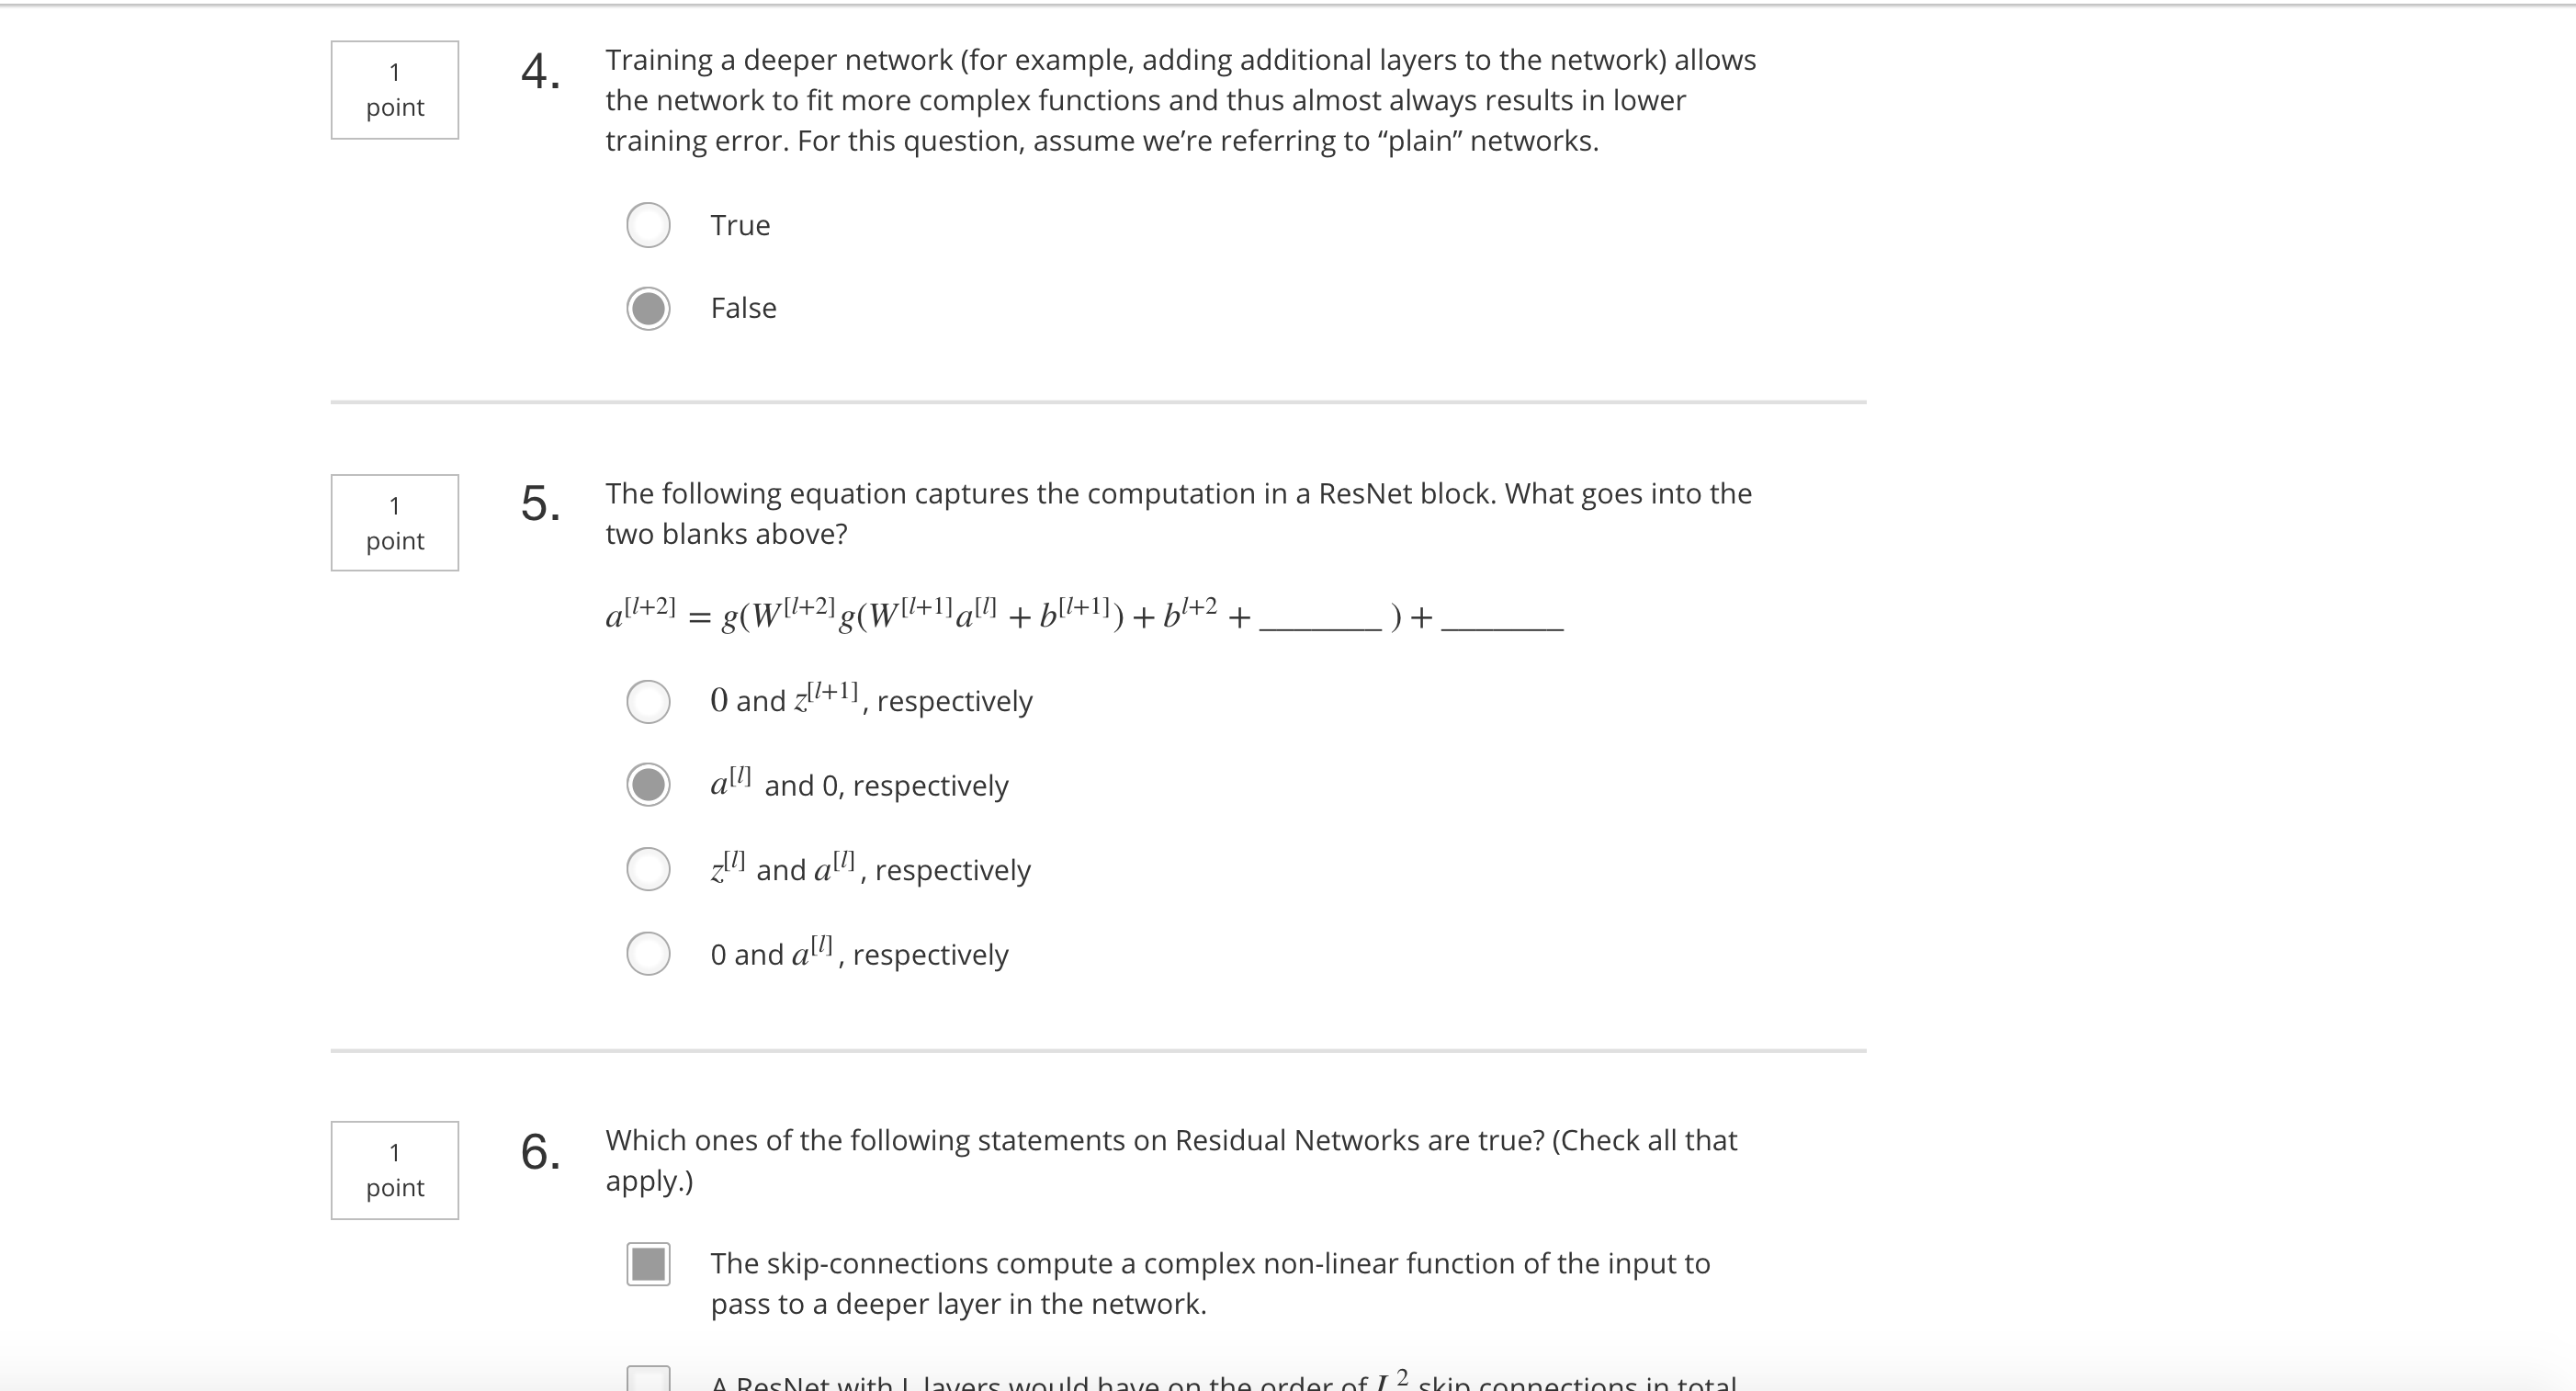 1
point
4.
Training a deeper network (for example, adding additional layers to the network) allows
the network to fit more complex functions and thus almost always results in lower
training error. For this question, assume we’re referring to “plain” networks.
True
False
1
point
5.
The following equation captures the computation in a ResNet block. What goes into the
two blanks above?
a^{[l+2]} = g(W^{[l+2]}g(W^{[l+1]}a^{[l]} + b^{[l+1]}) + b^{l+2} + _______ ) + _______
0 and z^{[l+1]}, respectively
a^{[l]} and 0, respectively
z^{[l]} and a^{[l]}, respectively
0 and a^{[l]}, respectively
1
point
6.
Which ones of the following statements on Residual Networks are true? (Check all that
apply.)
The skip-connections compute a complex non-linear function of the input to
pass to a deeper layer in the network.
A ResNet with L layers would have on the order of L^2 skip connections in total